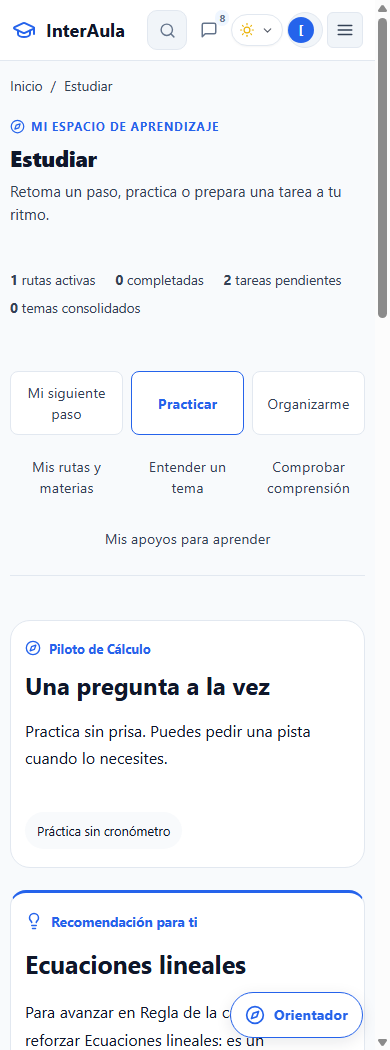 InterAula
8
[
Inicio / Estudiar
MI ESPACIO DE APRENDIZAJE
Estudiar
Retoma un paso, practica o prepara una tarea a tu
ritmo.
1 rutas activas 0 completadas 2 tareas pendientes
0 temas consolidados
Mi siguiente
paso
Practicar
Organizarme
Mis rutas y
materias
Entender un
tema
Comprobar
comprensión
Mis apoyos para aprender
Piloto de Cálculo
Una pregunta a la vez
Practica sin prisa. Puedes pedir una pista
cuando lo necesites.
Práctica sin cronómetro
Recomendación para ti
Ecuaciones lineales
Para avanzar en Regla de la
Orientador
reforzar Ecuaciones lineales: es un